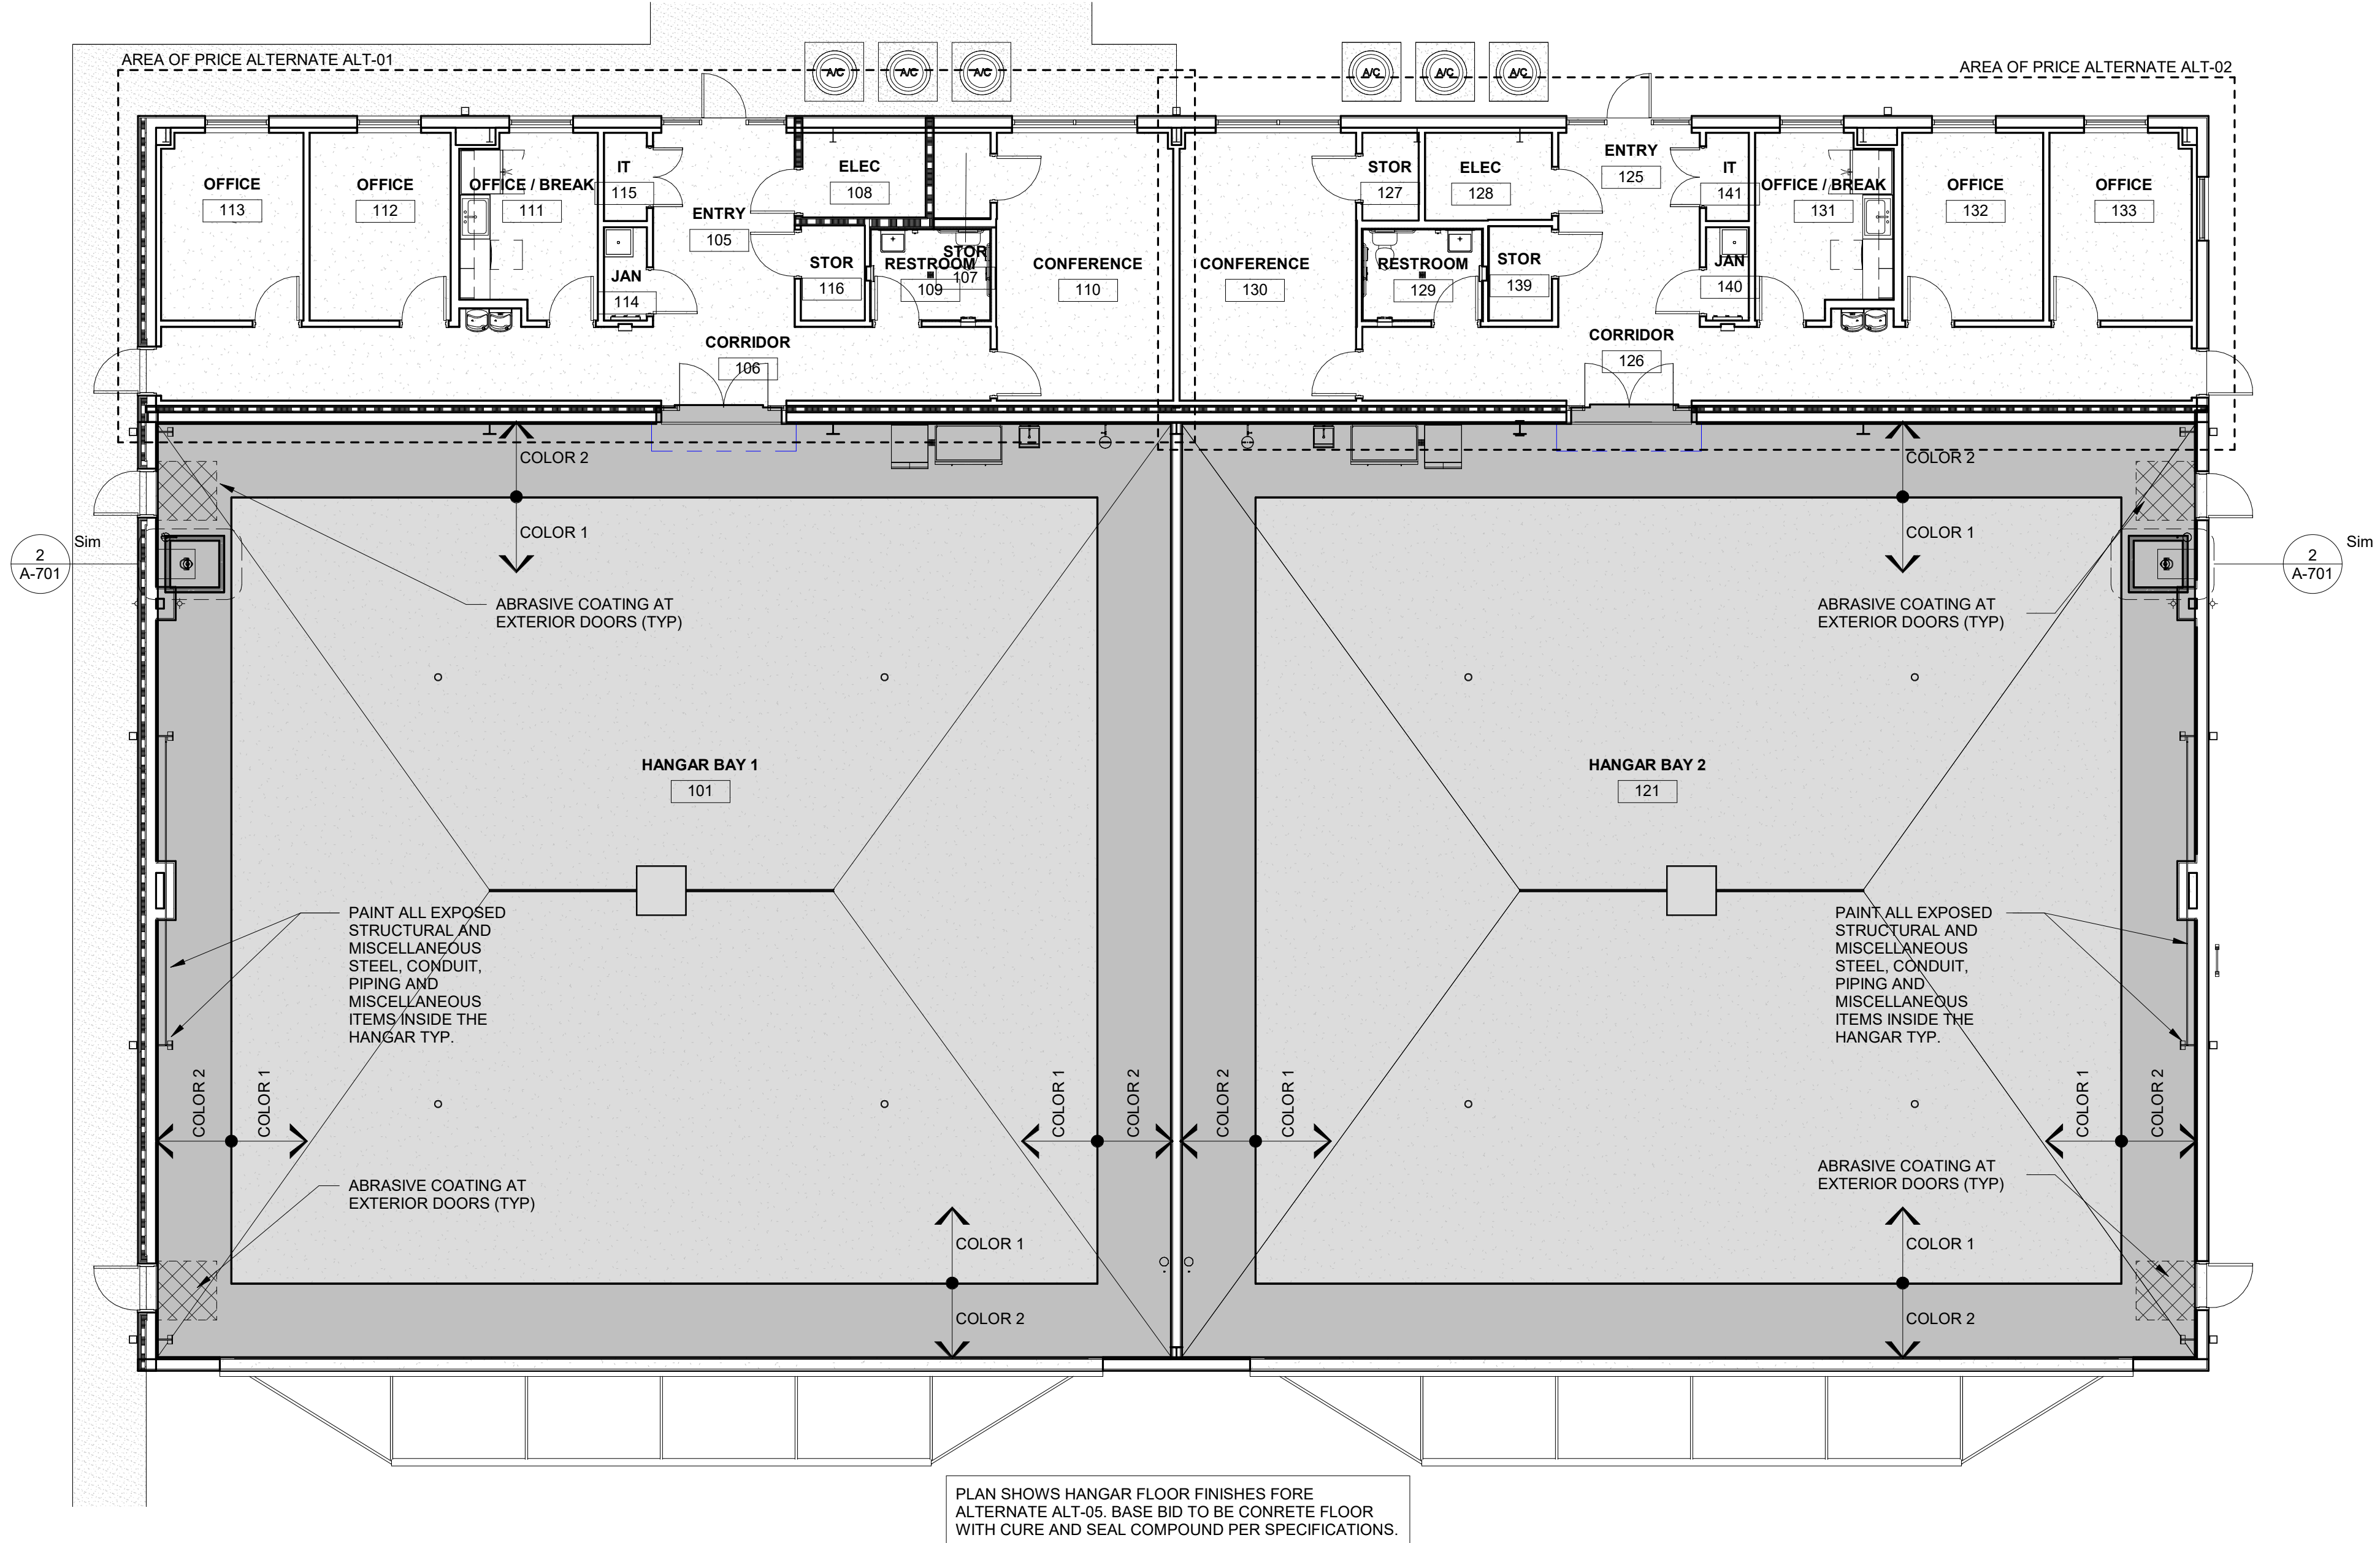 AREA OF PRICE ALTERNATE ALT-01
AREA OF PRICE ALTERNATE ALT-02
A/C
A/C
A/C
A/C
A/C
A/C
OFFICE
113
OFFICE
112
OFFICE / BREAK
111
IT
115
JAN
114
ENTRY
105
ELEC
108
STOR
116
RESTROOM
109
STOR
107
CONFERENCE
110
CORRIDOR
106
CONFERENCE
130
STOR
127
ELEC
128
RESTROOM
129
STOR
139
ENTRY
125
IT
141
JAN
140
OFFICE / BREAK
131
OFFICE
132
OFFICE
133
CORRIDOR
126
COLOR 2
COLOR 1
COLOR 2
COLOR 1
2
A-701
Sim
2
A-701
Sim
ABRASIVE COATING AT
EXTERIOR DOORS (TYP)
ABRASIVE COATING AT
EXTERIOR DOORS (TYP)
HANGAR BAY 1
101
HANGAR BAY 2
121
PAINT ALL EXPOSED
STRUCTURAL AND
MISCELLANEOUS
STEEL, CONDUIT,
PIPING AND
MISCELLANEOUS
ITEMS INSIDE THE
HANGAR TYP.
PAINT ALL EXPOSED
STRUCTURAL AND
MISCELLANEOUS
STEEL, CONDUIT,
PIPING AND
MISCELLANEOUS
ITEMS INSIDE THE
HANGAR TYP.
COLOR 2
COLOR 1
COLOR 1
COLOR 2
COLOR 2
COLOR 1
COLOR 1
COLOR 2
ABRASIVE COATING AT
EXTERIOR DOORS (TYP)
ABRASIVE COATING AT
EXTERIOR DOORS (TYP)
COLOR 1
COLOR 2
COLOR 1
COLOR 2
PLAN SHOWS HANGAR FLOOR FINISHES FORE
ALTERNATE ALT-05. BASE BID TO BE CONRETE FLOOR
WITH CURE AND SEAL COMPOUND PER SPECIFICATIONS.